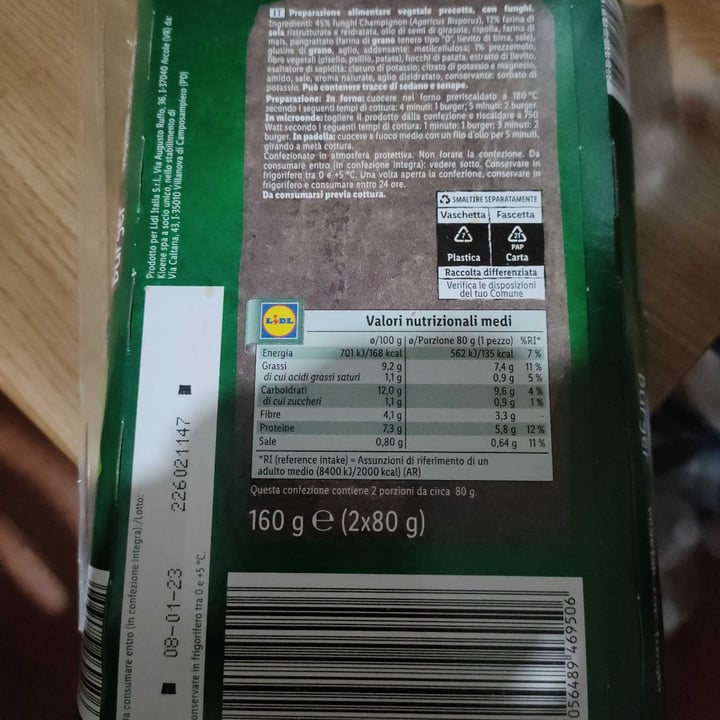 IT Preparazione alimentare vegetale precotta, con funghi.
Ingredienti: 45% funghi Champignon (Agaricus Bisporus), 12% farina di
soia ristrutturata e reidratata, olio di semi di girasole, cipolla, farina di
mais, pangrattato (farina di grano tenero tipo "0", lievito di birra, sale),
glutine di grano, aglio, addensante: metilcellulosa; 1% prezzemolo,
fibre vegetali (pisello, psillio, patata), fiocchi di patata, estratto di lievito,
esaltatore di sapidità: cloruro di potassio; citrato di potassio e magnesio,
amido, sale, aroma naturale, aglio disidratato, conservante: sorbato di
potassio. Può contenere tracce di sedano e senape.
Preparazione: In forno: cuocere nel forno preriscaldato a 180 °C
secondo i seguenti tempi di cottura: 4 minuti: 1 burger; 5 minuti: 2 burger.
In microonde: togliere il prodotto dalla confezione e riscaldare a 750
Watt secondo i seguenti tempi di cottura: 1 minuto: 1 burger; 3 minuti: 2
burger. In padella: cuocere a fuoco medio con un filo d'olio per 5 minuti,
girando a metà cottura.
Confezionato in atmosfera protettiva. Non forare la confezione. Da
consumarsi entro (in confezione integra): vedere sotto. Conservare in
frigorifero tra 0 e +5 °C. Una volta aperta la confezione, conservare in
frigorifero e consumare entro 24 ore.
Da consumarsi previa cottura.
SMALTIRE SEPARATAMENTE
Vaschetta Fascetta
7 21
PAP
Plastica Carta
Raccolta differenziata
Verifica le disposizioni
del tuo Comune
LIDL
Valori nutrizionali medi
ø/100 g ø/Porzione 80 g (1 pezzo) %RI*
Energia 701 kJ/168 kcal 562 kJ/135 kcal 7 %
Grassi 9,2 g 7,4 g 11 %
di cui acidi grassi saturi 1,1 g 0,9 g 5 %
Carboidrati 12,0 g 9,6 g 4 %
di cui zuccheri 1,1 g 0,9 g 1 %
Fibre 4,1 g 3,3 g -
Proteine 7,3 g 5,8 g 12 %
Sale 0,80 g 0,64 g 11 %
*RI (reference intake) = Assunzioni di riferimento di un
adulto medio (8400 kJ/2000 kcal) (AR)
Questa confezione contiene 2 porzioni da circa 80 g.
160 g e (2x80 g)
056489 469506
Prodotto per Lidl Italia S.r.l., Via Augusto Ruffo, 36, I-37040 Arcole (VR) da:
Kioene spa a socio unico, nello stabilimento di
Via Caltana, 43, I-35010 Villanova di Camposampiero (PD)
consumare entro (in confezione integra):/Lotto:
08-01-23 226021147
conservare in frigorifero tra 0 e +5 °C.
burger
burger